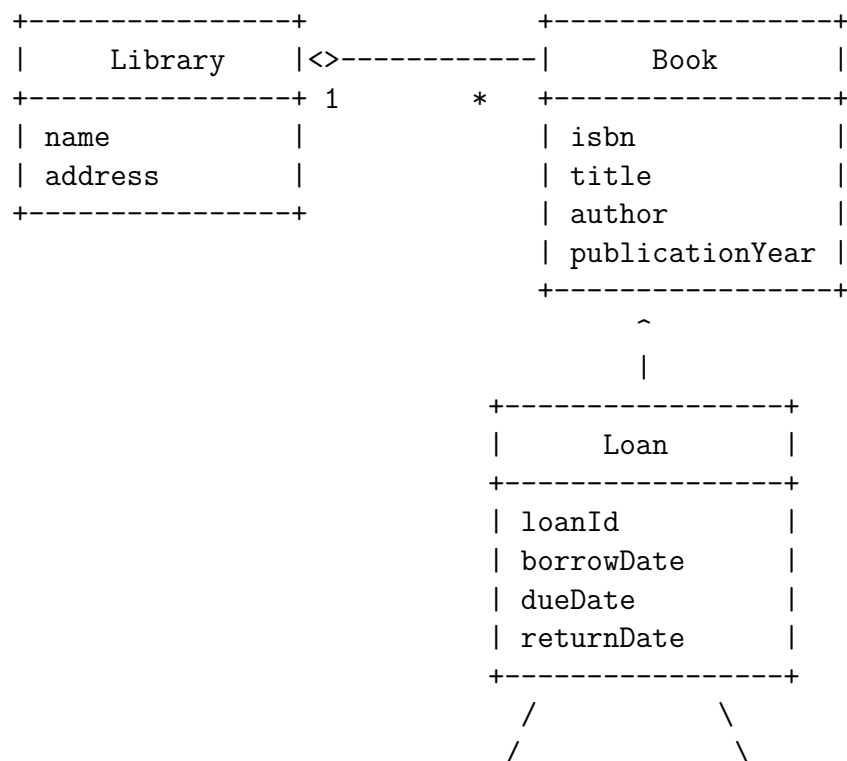 +----------------+ +-----------------+
| Library |<>------------| Book |
+----------------+ 1 * +-----------------+
| name | | isbn |
| address | | title |
+----------------+ | author |
| publicationYear |
+-----------------+
^
|
+-----------------+
| Loan |
+-----------------+
| loanId |
| borrowDate |
| dueDate |
| returnDate |
+-----------------+
/ \
/ \